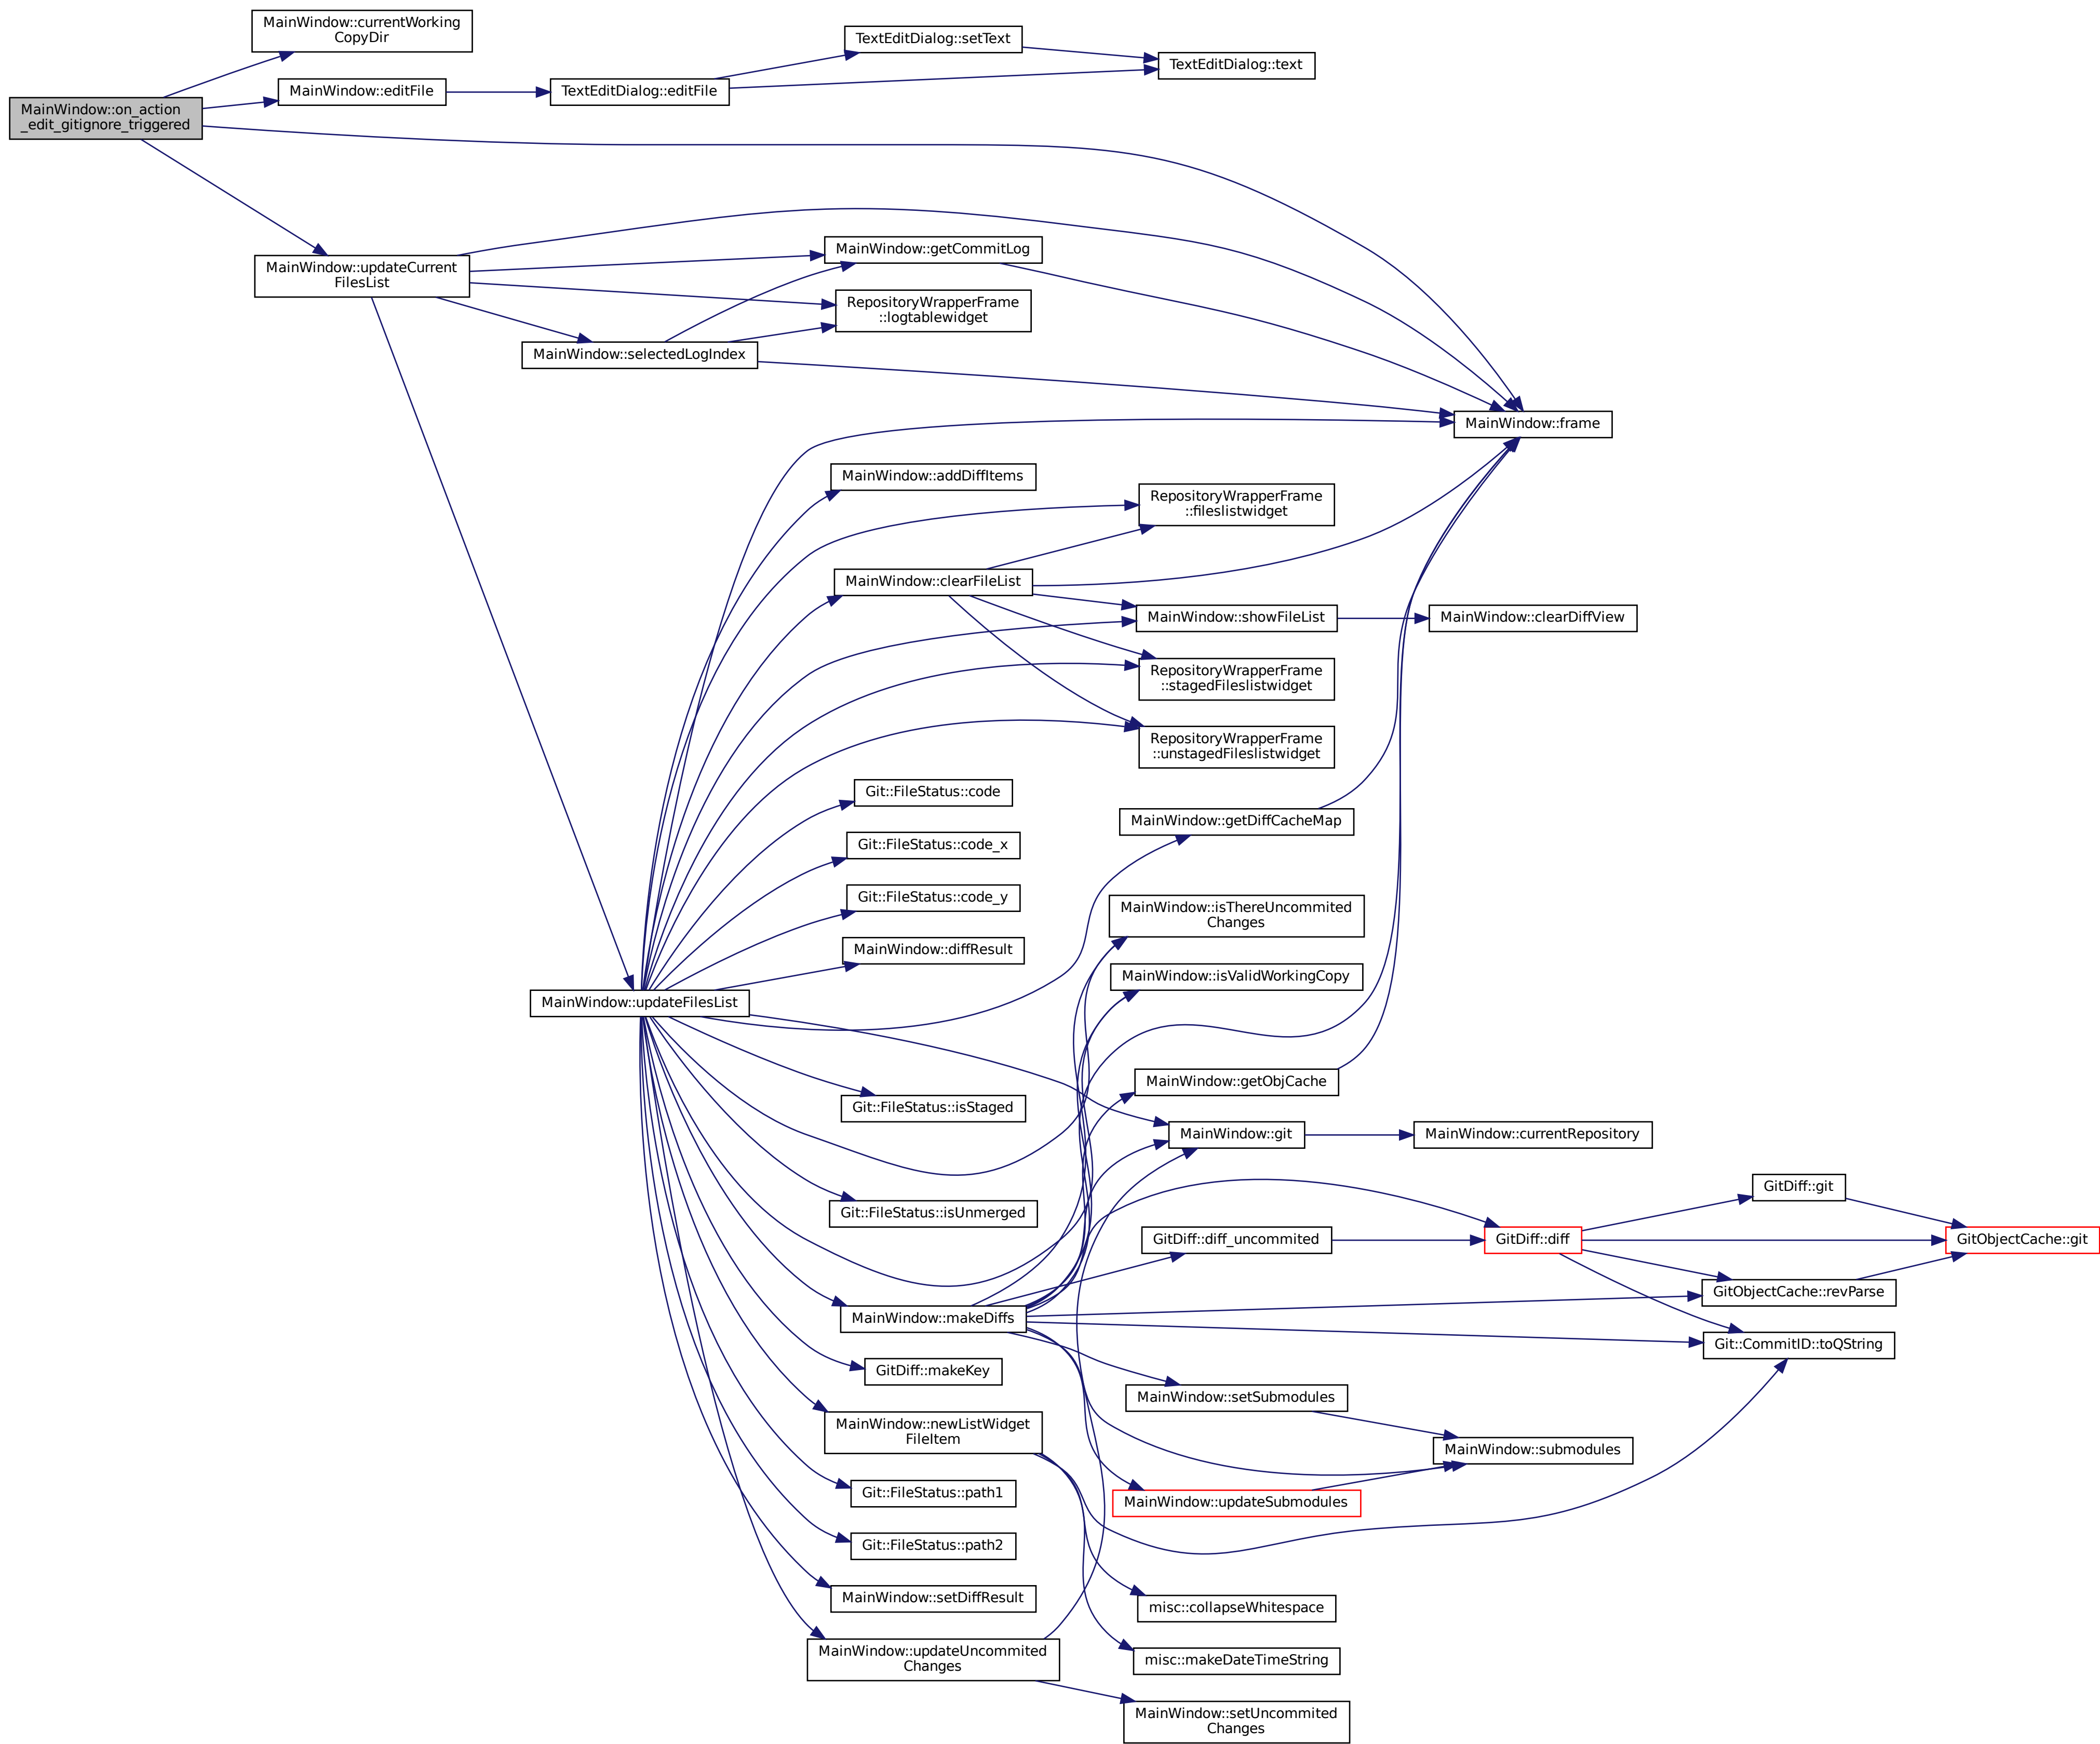 MainWindow::currentWorking
CopyDir
TextEditDialog::setText
TextEditDialog::text
MainWindow::editFile
TextEditDialog::editFile
MainWindow::on_action
_edit_gitignore_triggered
MainWindow::getCommitLog
MainWindow::updateCurrent
FilesList
RepositoryWrapperFrame
::logtablewidget
MainWindow::selectedLogIndex
MainWindow::frame
MainWindow::addDiffItems
RepositoryWrapperFrame
::fileslistwidget
MainWindow::clearFileList
MainWindow::showFileList
MainWindow::clearDiffView
RepositoryWrapperFrame
::stagedFileslistwidget
RepositoryWrapperFrame
::unstagedFileslistwidget
Git::FileStatus::code
MainWindow::getDiffCacheMap
Git::FileStatus::code_x
Git::FileStatus::code_y
MainWindow::isThereUncommited
Changes
MainWindow::diffResult
MainWindow::isValidWorkingCopy
MainWindow::updateFilesList
MainWindow::getObjCache
Git::FileStatus::isStaged
MainWindow::git
MainWindow::currentRepository
GitDiff::git
Git::FileStatus::isUnmerged
GitDiff::diff_uncommited
GitDiff::diff
GitObjectCache::git
GitObjectCache::revParse
MainWindow::makeDiffs
Git::CommitID::toQString
GitDiff::makeKey
MainWindow::setSubmodules
MainWindow::newListWidget
FileItem
MainWindow::submodules
Git::FileStatus::path1
MainWindow::updateSubmodules
Git::FileStatus::path2
MainWindow::setDiffResult
misc::collapseWhitespace
MainWindow::updateUncommited
Changes
misc::makeDateTimeString
MainWindow::setUncommited
Changes